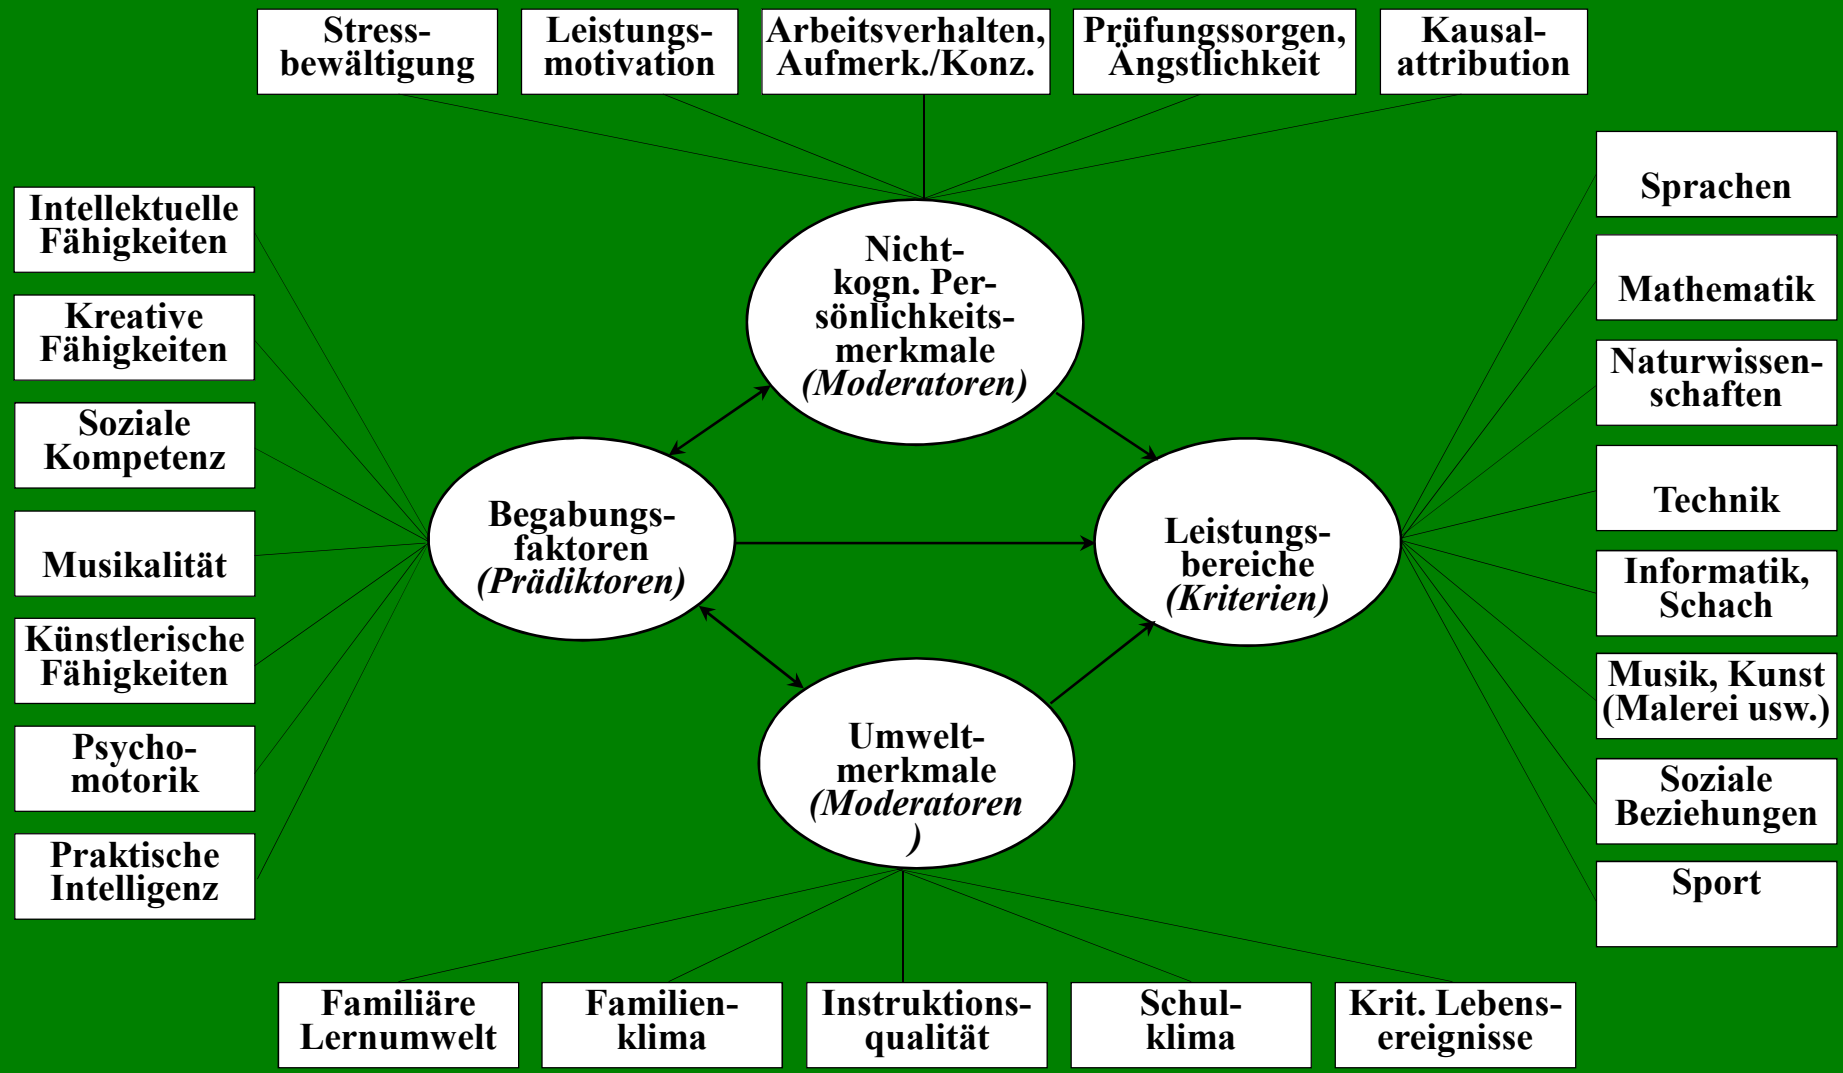 Stress-
bewältigung
Leistungs-
motivation
Arbeitsverhalten,
Aufmerk./Konz.
Prüfungssorgen,
Ängstlichkeit
Kausal-
attribution
Intellektuelle
Fähigkeiten
Kreative
Fähigkeiten
Soziale
Kompetenz
Musikalität
Künstlerische
Fähigkeiten
Psycho-
motorik
Praktische
Intelligenz
Nicht-
kogn. Per-
sönlichkeits-
merkmale
(Moderatoren)
Begabungs-
faktoren
(Prädiktoren)
Leistungs-
bereiche
(Kriterien)
Umwelt-
merkmale
(Moderatoren
)
Sprachen
Mathematik
Naturwissen-
schaften
Technik
Informatik,
Schach
Musik, Kunst
(Malerei usw.)
Soziale
Beziehungen
Sport
Familiäre
Lernumwelt
Familien-
klima
Instruktions-
qualität
Schul-
klima
Krit. Lebens-
ereignisse